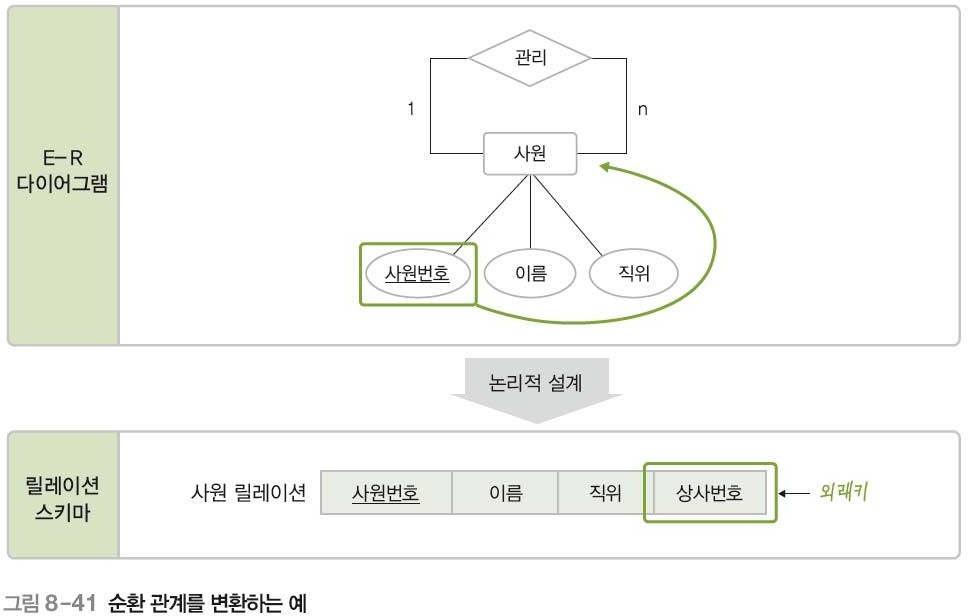 관리
1
n
사원
E-R
다이어그램
사원번호
이름
직위
논리적 설계
릴레이션
스키마
사원 릴레이션
사원번호
이름
직위
상사번호
외래키
그림 8-41 순환 관계를 변환하는 예